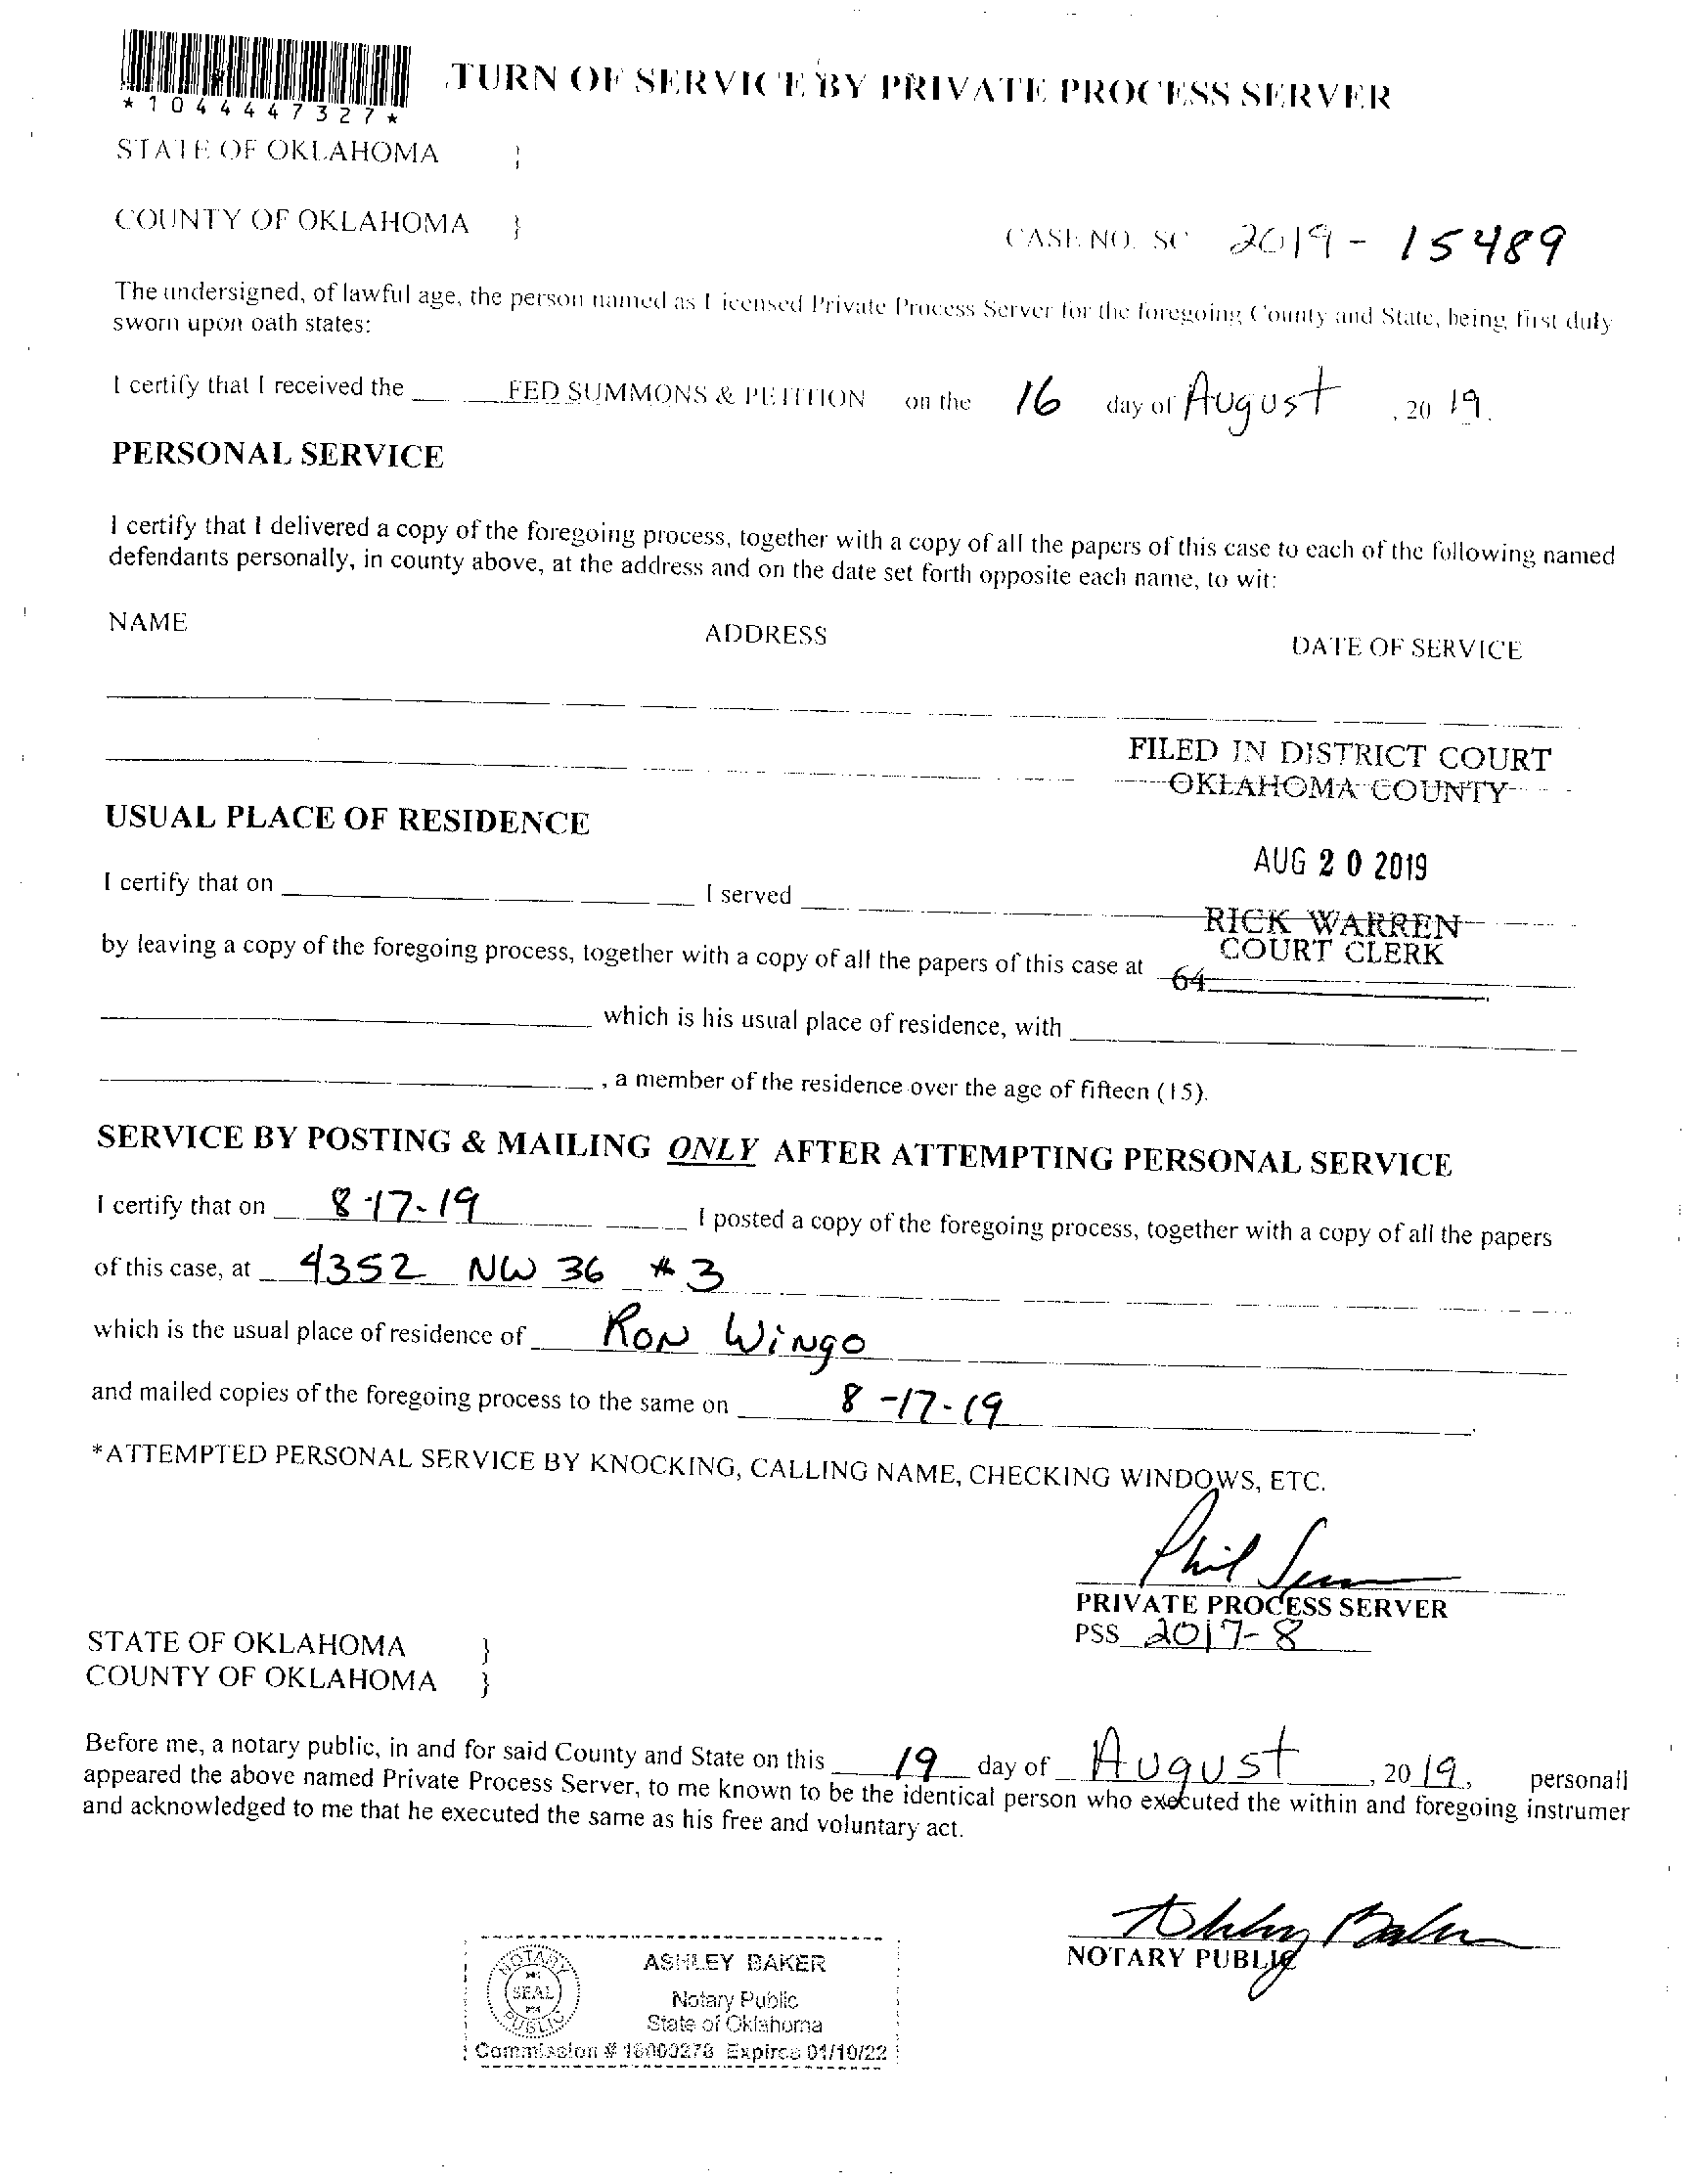 TURN OF SERVICE BY PRIVATE PROCESS SERVER
*1044447327*
STATE OF OKLAHOMA }
COUNTY OF OKLAHOMA }
CASE NO. SC 2019-15489
The undersigned, of lawful age, the person named as Licensed Private Process Server for the foregoing County and State, being first duly
sworn upon oath states:
I certify that I received the FED SUMMONS & PETITION on the 16 day of August, 20 19.
PERSONAL SERVICE
I certify that I delivered a copy of the foregoing process, together with a copy of all the papers of this case to each of the following named
defendants personally, in county above, at the address and on the date set forth opposite each name, to wit:
NAME ADDRESS DATE OF SERVICE
FILED IN DISTRICT COURT
OKLAHOMA COUNTY
USUAL PLACE OF RESIDENCE
AUG 20 2019
I certify that on ____ I served ____
RICK WARREN
COURT CLERK
by leaving a copy of the foregoing process, together with a copy of all the papers of this case at
64
____ which is his usual place of residence, with ____
____, a member of the residence over the age of fifteen (15).
SERVICE BY POSTING & MAILING ONLY AFTER ATTEMPTING PERSONAL SERVICE
I certify that on 8-17-19 I posted a copy of the foregoing process, together with a copy of all the papers
of this case, at 4352 NW 36 #3
which is the usual place of residence of Ron Wingo
and mailed copies of the foregoing process to the same on 8-17-19
*ATTEMPTED PERSONAL SERVICE BY KNOCKING, CALLING NAME, CHECKING WINDOWS, ETC.
Phil
PRIVATE PROCESS SERVER
PSS 2017-8
STATE OF OKLAHOMA }
COUNTY OF OKLAHOMA }
Before me, a notary public, in and for said County and State on this 19 day of August, 20 19, personall
appeared the above named Private Process Server, to me known to be the identical person who executed the within and foregoing instrumer
and acknowledged to me that he executed the same as his free and voluntary act.
Ashley Baker
NOTARY PUBLIC
NOTARY SEAL PUBLIC
ASHLEY BAKER
Notary Public
State of Oklahoma
Commission # 18000278 Expires 01/10/22